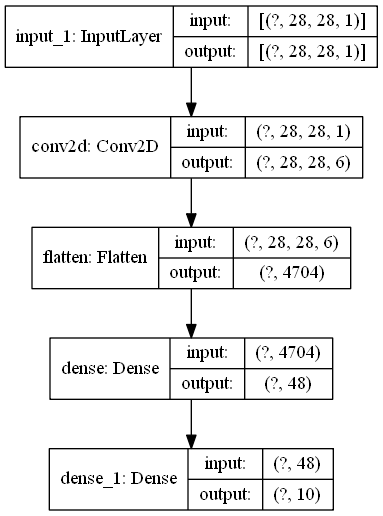 input_1: InputLayer
input: [(?, 28, 28, 1)]
output: [(?, 28, 28, 1)]
conv2d: Conv2D
input: (?, 28, 28, 1)
output: (?, 28, 28, 6)
flatten: Flatten
input: (?, 28, 28, 6)
output: (?, 4704)
dense: Dense
input: (?, 4704)
output: (?, 48)
dense_1: Dense
input: (?, 48)
output: (?, 10)